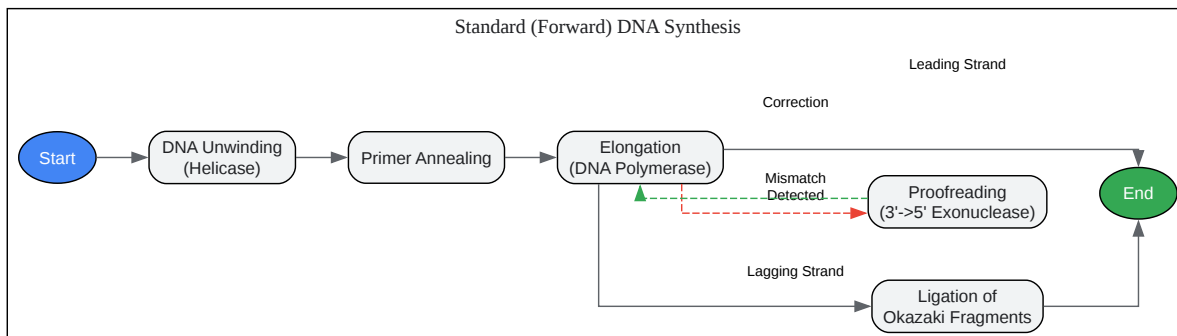 Standard (Forward) DNA Synthesis
Leading Strand
Correction
Start
DNA Unwinding
(Helicase)
Primer Annealing
Elongation
(DNA Polymerase)
Mismatch
Detected
Proofreading
(3'->5' Exonuclease)
End
Lagging Strand
Ligation of
Okazaki Fragments